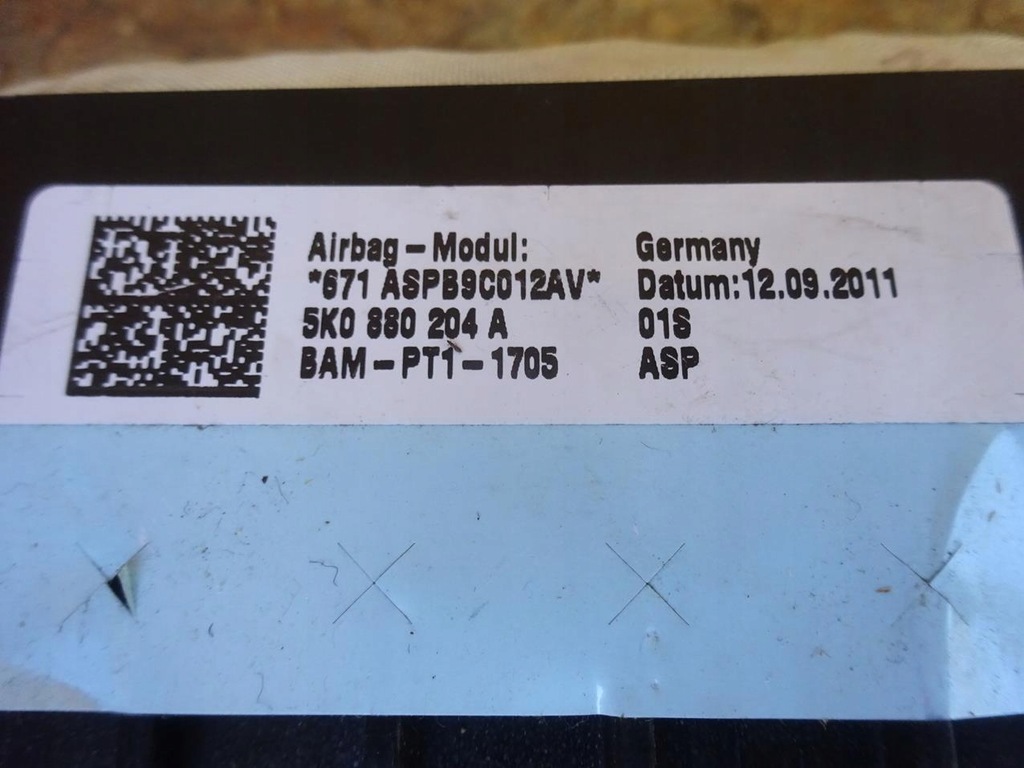 Airbag-Modul: Germany
*671 ASPB9C012AV* Datum:12.09.2011
5K0 880 204 A 01S
BAM-PT1-1705 ASP